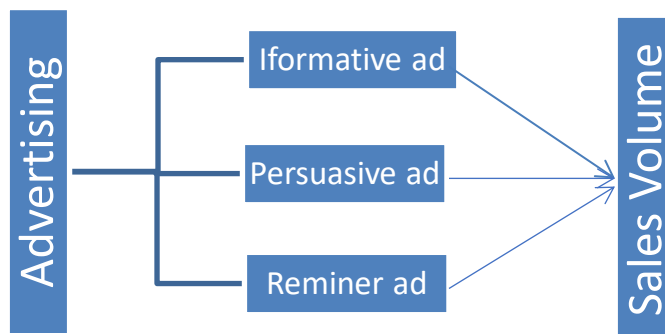 Advertising
Iformative ad
Persuasive ad
Reminer ad
Sales Volume